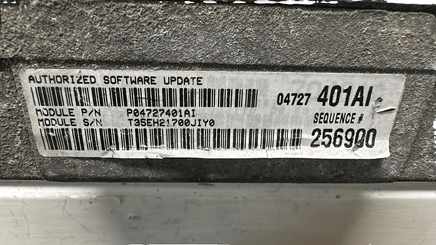 AUTHORIZED SOFTWARE UPDATE
04727 401AI
MODULE P/N P04727401AI
SEQUENCE #
MODULE S/N T35EH21700JIY0
256900